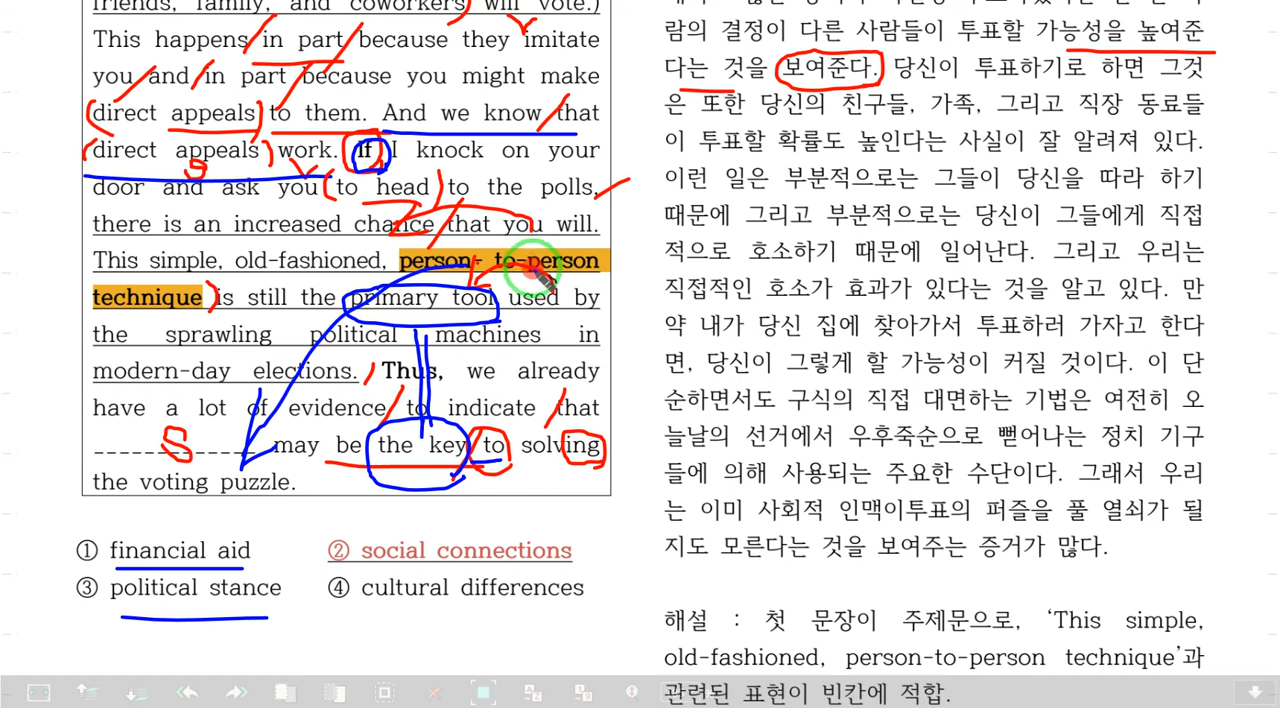 friends, family, and coworkers) will vote.)
This happens in part because they imitate
you and in part because you might make
direct appeals to them. And we know that
direct appeals work. If I knock on your
door and ask you to head to the polls,
there is an increased chance that you will.
This simple, old-fashioned, person- to-person
technique is still the primary tool used by
the sprawling political machines in
modern-day elections. Thus, we already
have a lot of evidence to indicate that
____________ may be the key to solving
the voting puzzle.
S
S
① financial aid ② social connections
③ political stance ④ cultural differences
람의 결정이 다른 사람들이 투표할 가능성을 높여준
다는 것을 보여준다. 당신이 투표하기로 하면 그것
은 또한 당신의 친구들, 가족, 그리고 직장 동료들
이 투표할 확률도 높인다는 사실이 잘 알려져 있다.
이런 일은 부분적으로는 그들이 당신을 따라 하기
때문에 그리고 부분적으로는 당신이 그들에게 직접
적으로 호소하기 때문에 일어난다. 그리고 우리는
직접적인 호소가 효과가 있다는 것을 알고 있다. 만
약 내가 당신 집에 찾아가서 투표하러 가자고 한다
면, 당신이 그렇게 할 가능성이 커질 것이다. 이 단
순하면서도 구식의 직접 대면하는 기법은 여전히 오
늘날의 선거에서 우후죽순으로 뻗어나는 정치 기구
들에 의해 사용되는 주요한 수단이다. 그래서 우리
는 이미 사회적 인맥이투표의 퍼즐을 풀 열쇠가 될
지도 모른다는 것을 보여주는 증거가 많다.
해설 : 첫 문장이 주제문으로, ‘This simple,
old-fashioned, person-to-person technique’과
관련된 표현이 빈칸에 적합.